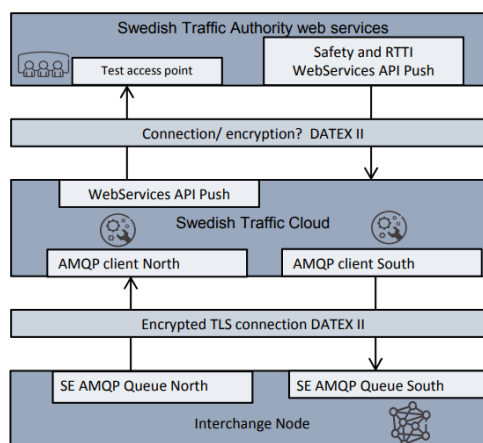 Swedish Traffic Authority web services
Test access point
Safety and RTTI
WebServices API Push
Connection/ encryption? DATEX II
WebServices API Push
Swedish Traffic Cloud
AMQP client North
AMQP client South
Encrypted TLS connection DATEX II
SE AMQP Queue North
SE AMQP Queue South
Interchange Node